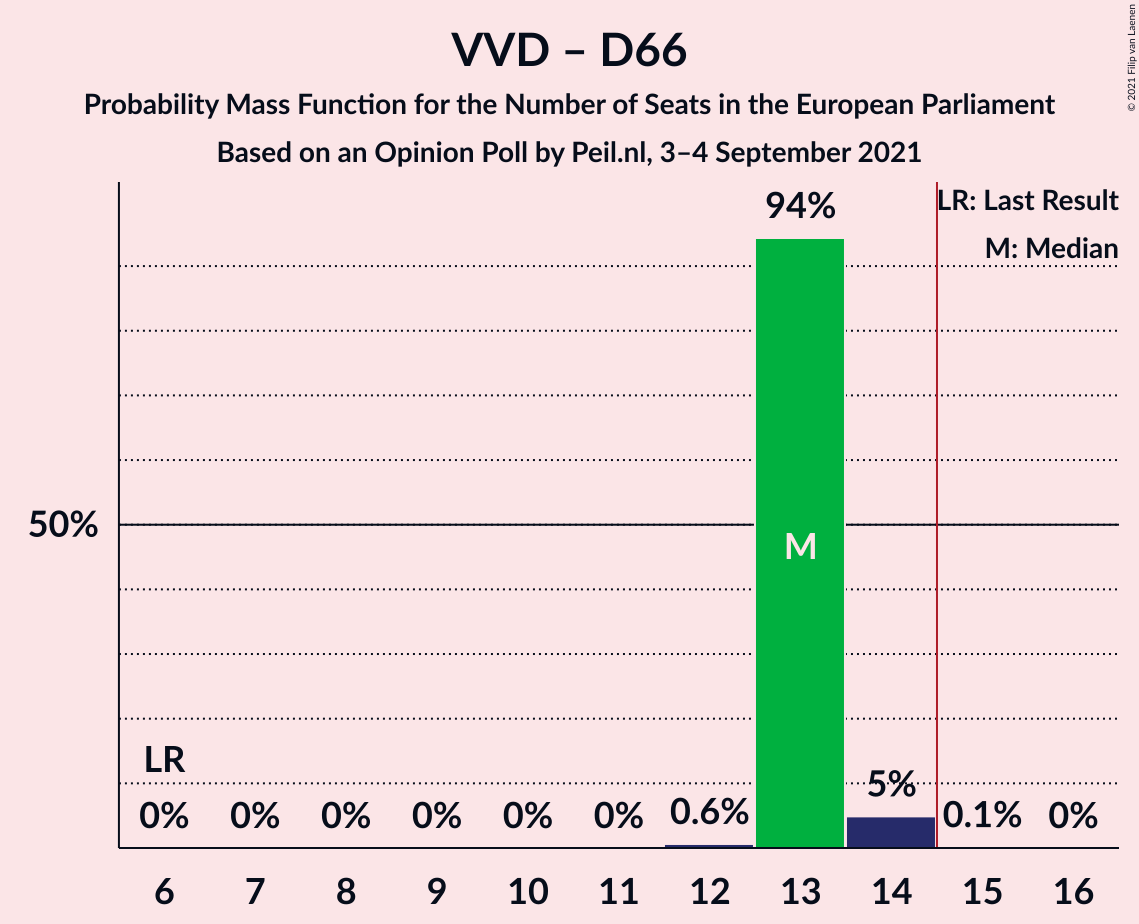 VVD – D66
Probability Mass Function for the Number of Seats in the European Parliament
Based on an Opinion Poll by Peil.nl, 3–4 September 2021
© 2021 Filip van Laenen
LR: Last Result
M: Median
94%
50%
M
LR
0% 0% 0% 0% 0% 0% 0.6% 5% 0.1% 0%
6 7 8 9 10 11 12 13 14 15 16